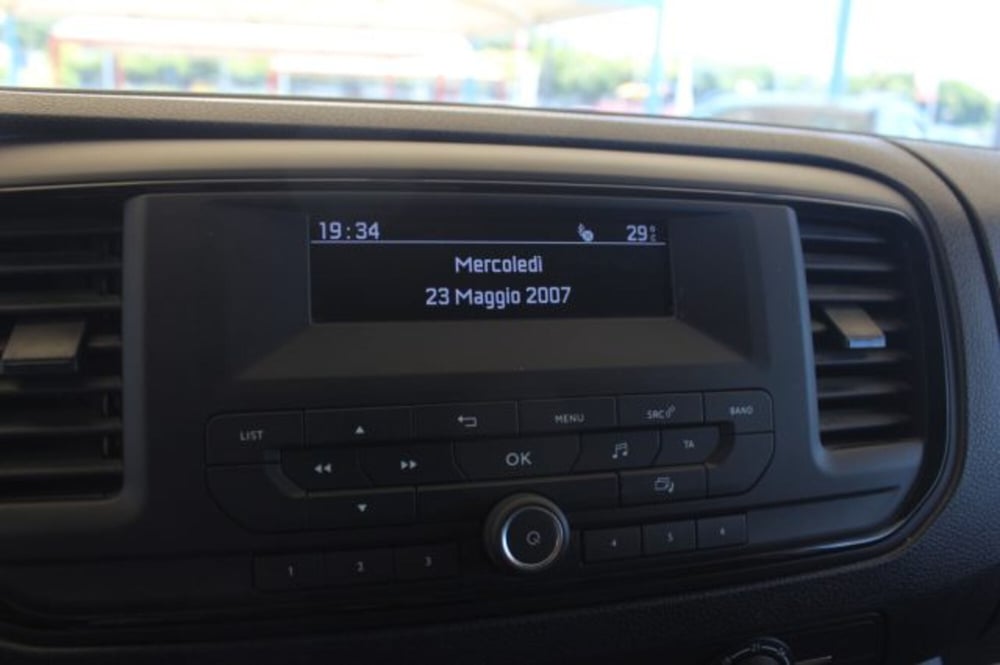 19:34 29°C
Mercoledì
23 Maggio 2007
LIST MENU SRC BAND
OK TA
1 2 3 4 5 6